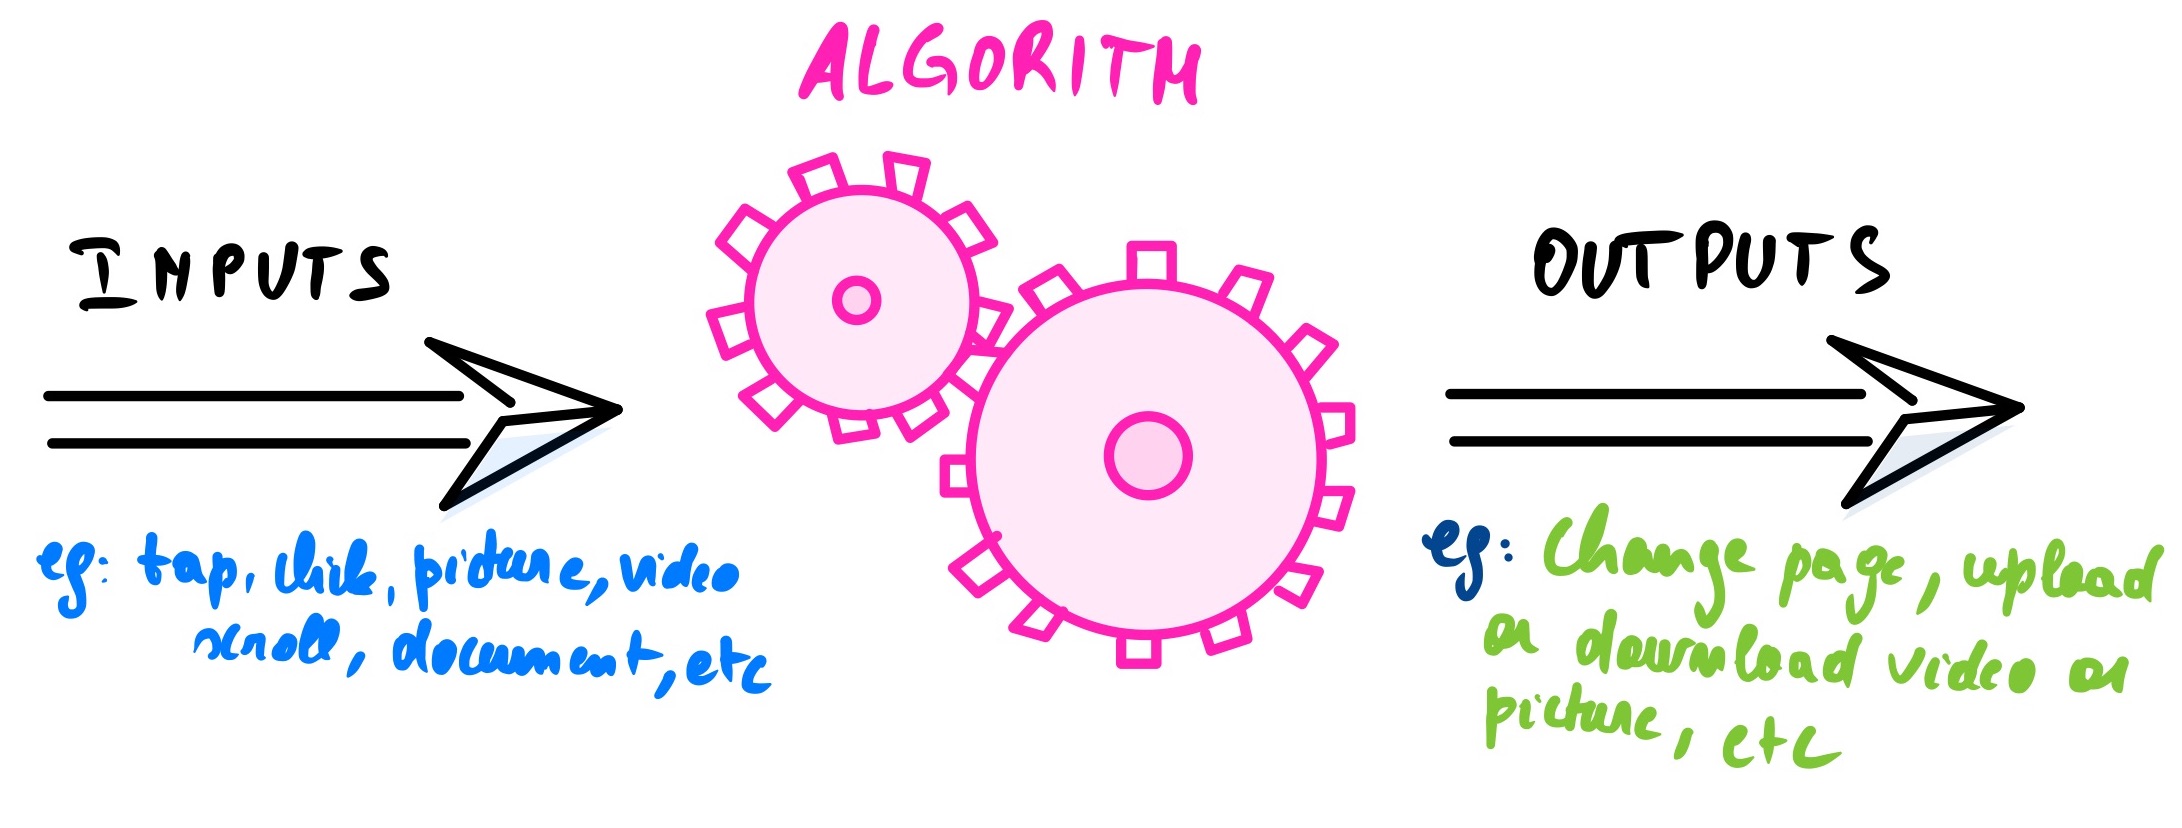 ALGORITM
INPUTS
eg: tap, click, picture, video
scroll, document, etc
OUTPUTS
eg: Change page, upload
or download video or
picture, etc